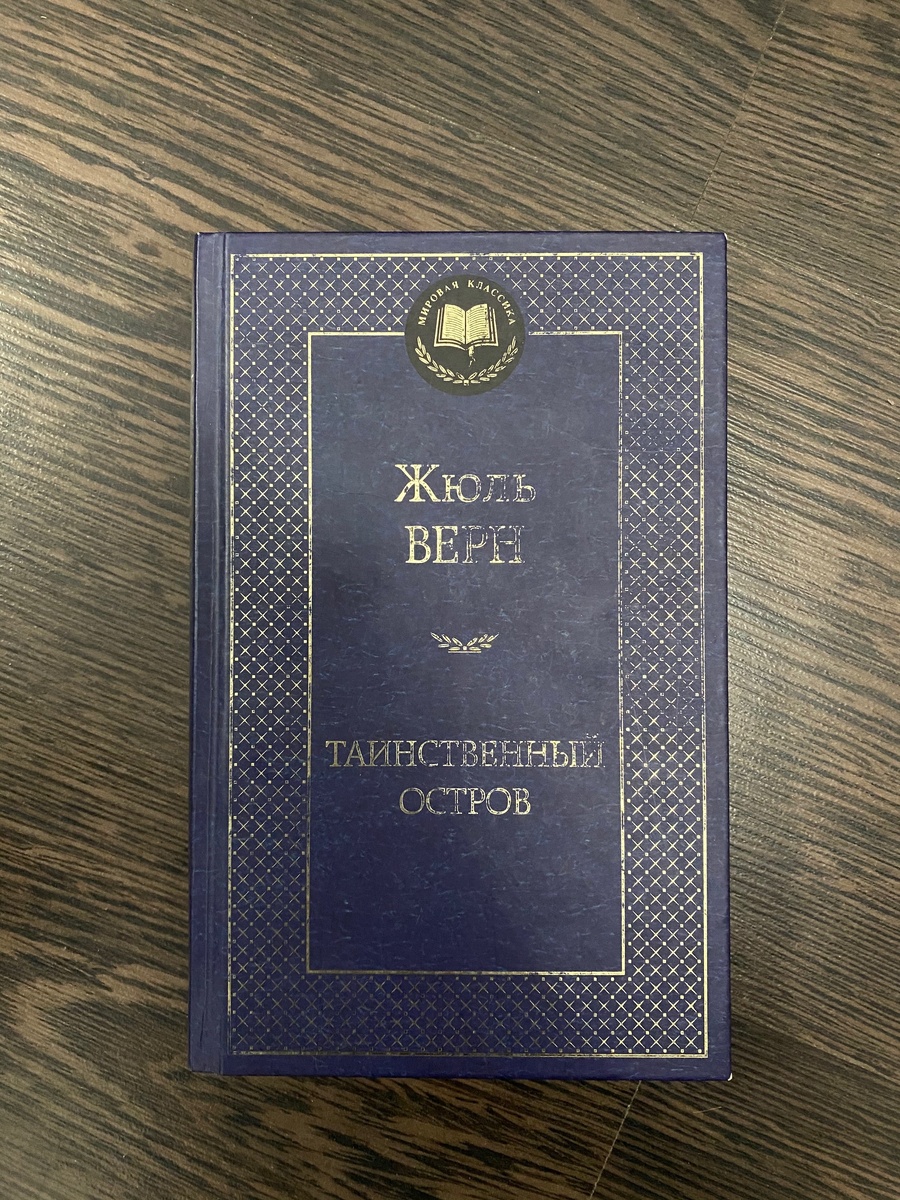 МИРОВАЯ КЛАССИКА
Жюль
ВЕРН
ТАИНСТВЕННЫЙ
ОСТРОВ